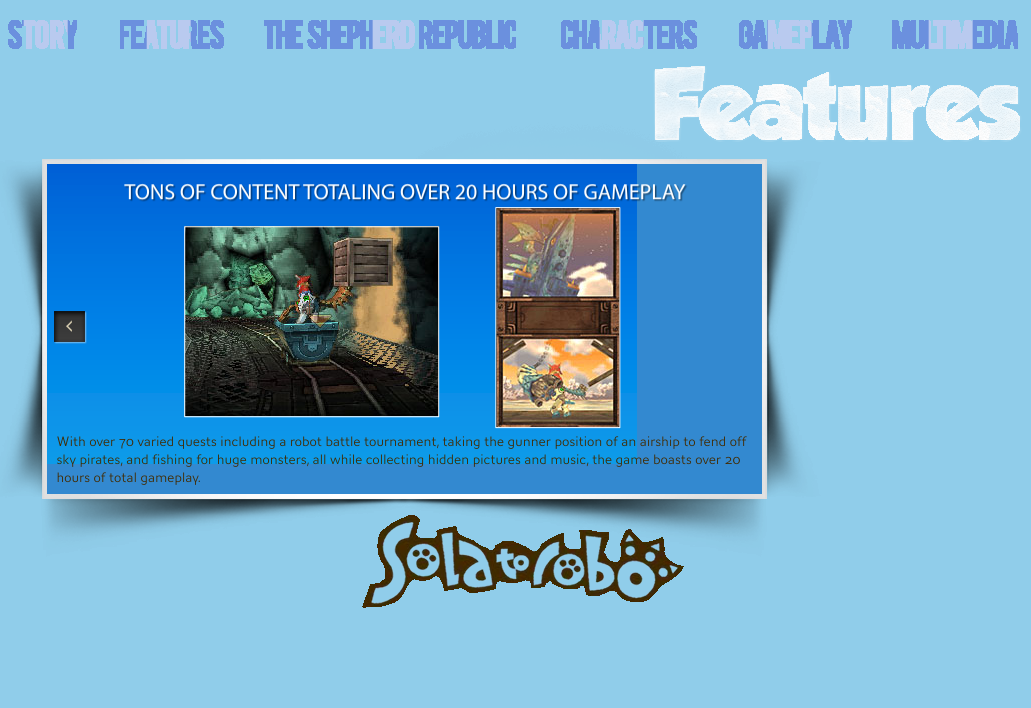 STORY FEATURES THE SHEPHERD REPUBLIC CHARACTERS GAMEPLAY MULTIMEDIA
Features
TONS OF CONTENT TOTALING OVER 20 HOURS OF GAMEPLAY
With over 70 varied quests including a robot battle tournament, taking the gunner position of an airship to fend off
sky pirates, and fishing for huge monsters, all while collecting hidden pictures and music, the game boasts over 20
hours of total gameplay.
Solatorobo